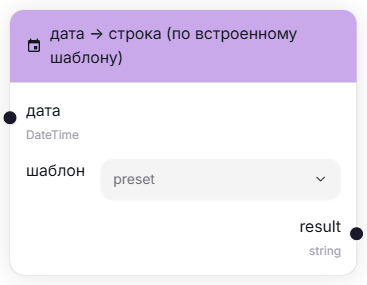 дата → строка (по встроенному
шаблону)
дата
DateTime
шаблон
preset
result
string